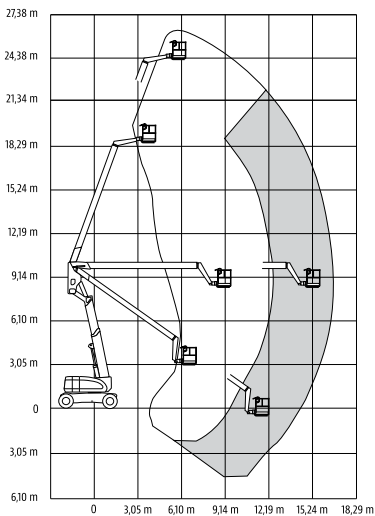 27,38 m
24,38 m
21,34 m
18,29 m
15,24 m
12,19 m
9,14 m
6,10 m
3,05 m
0
3,05 m
6,10 m
0 3,05 m 6,10 m 9,14 m 12,19 m 15,24 m 18,29 m